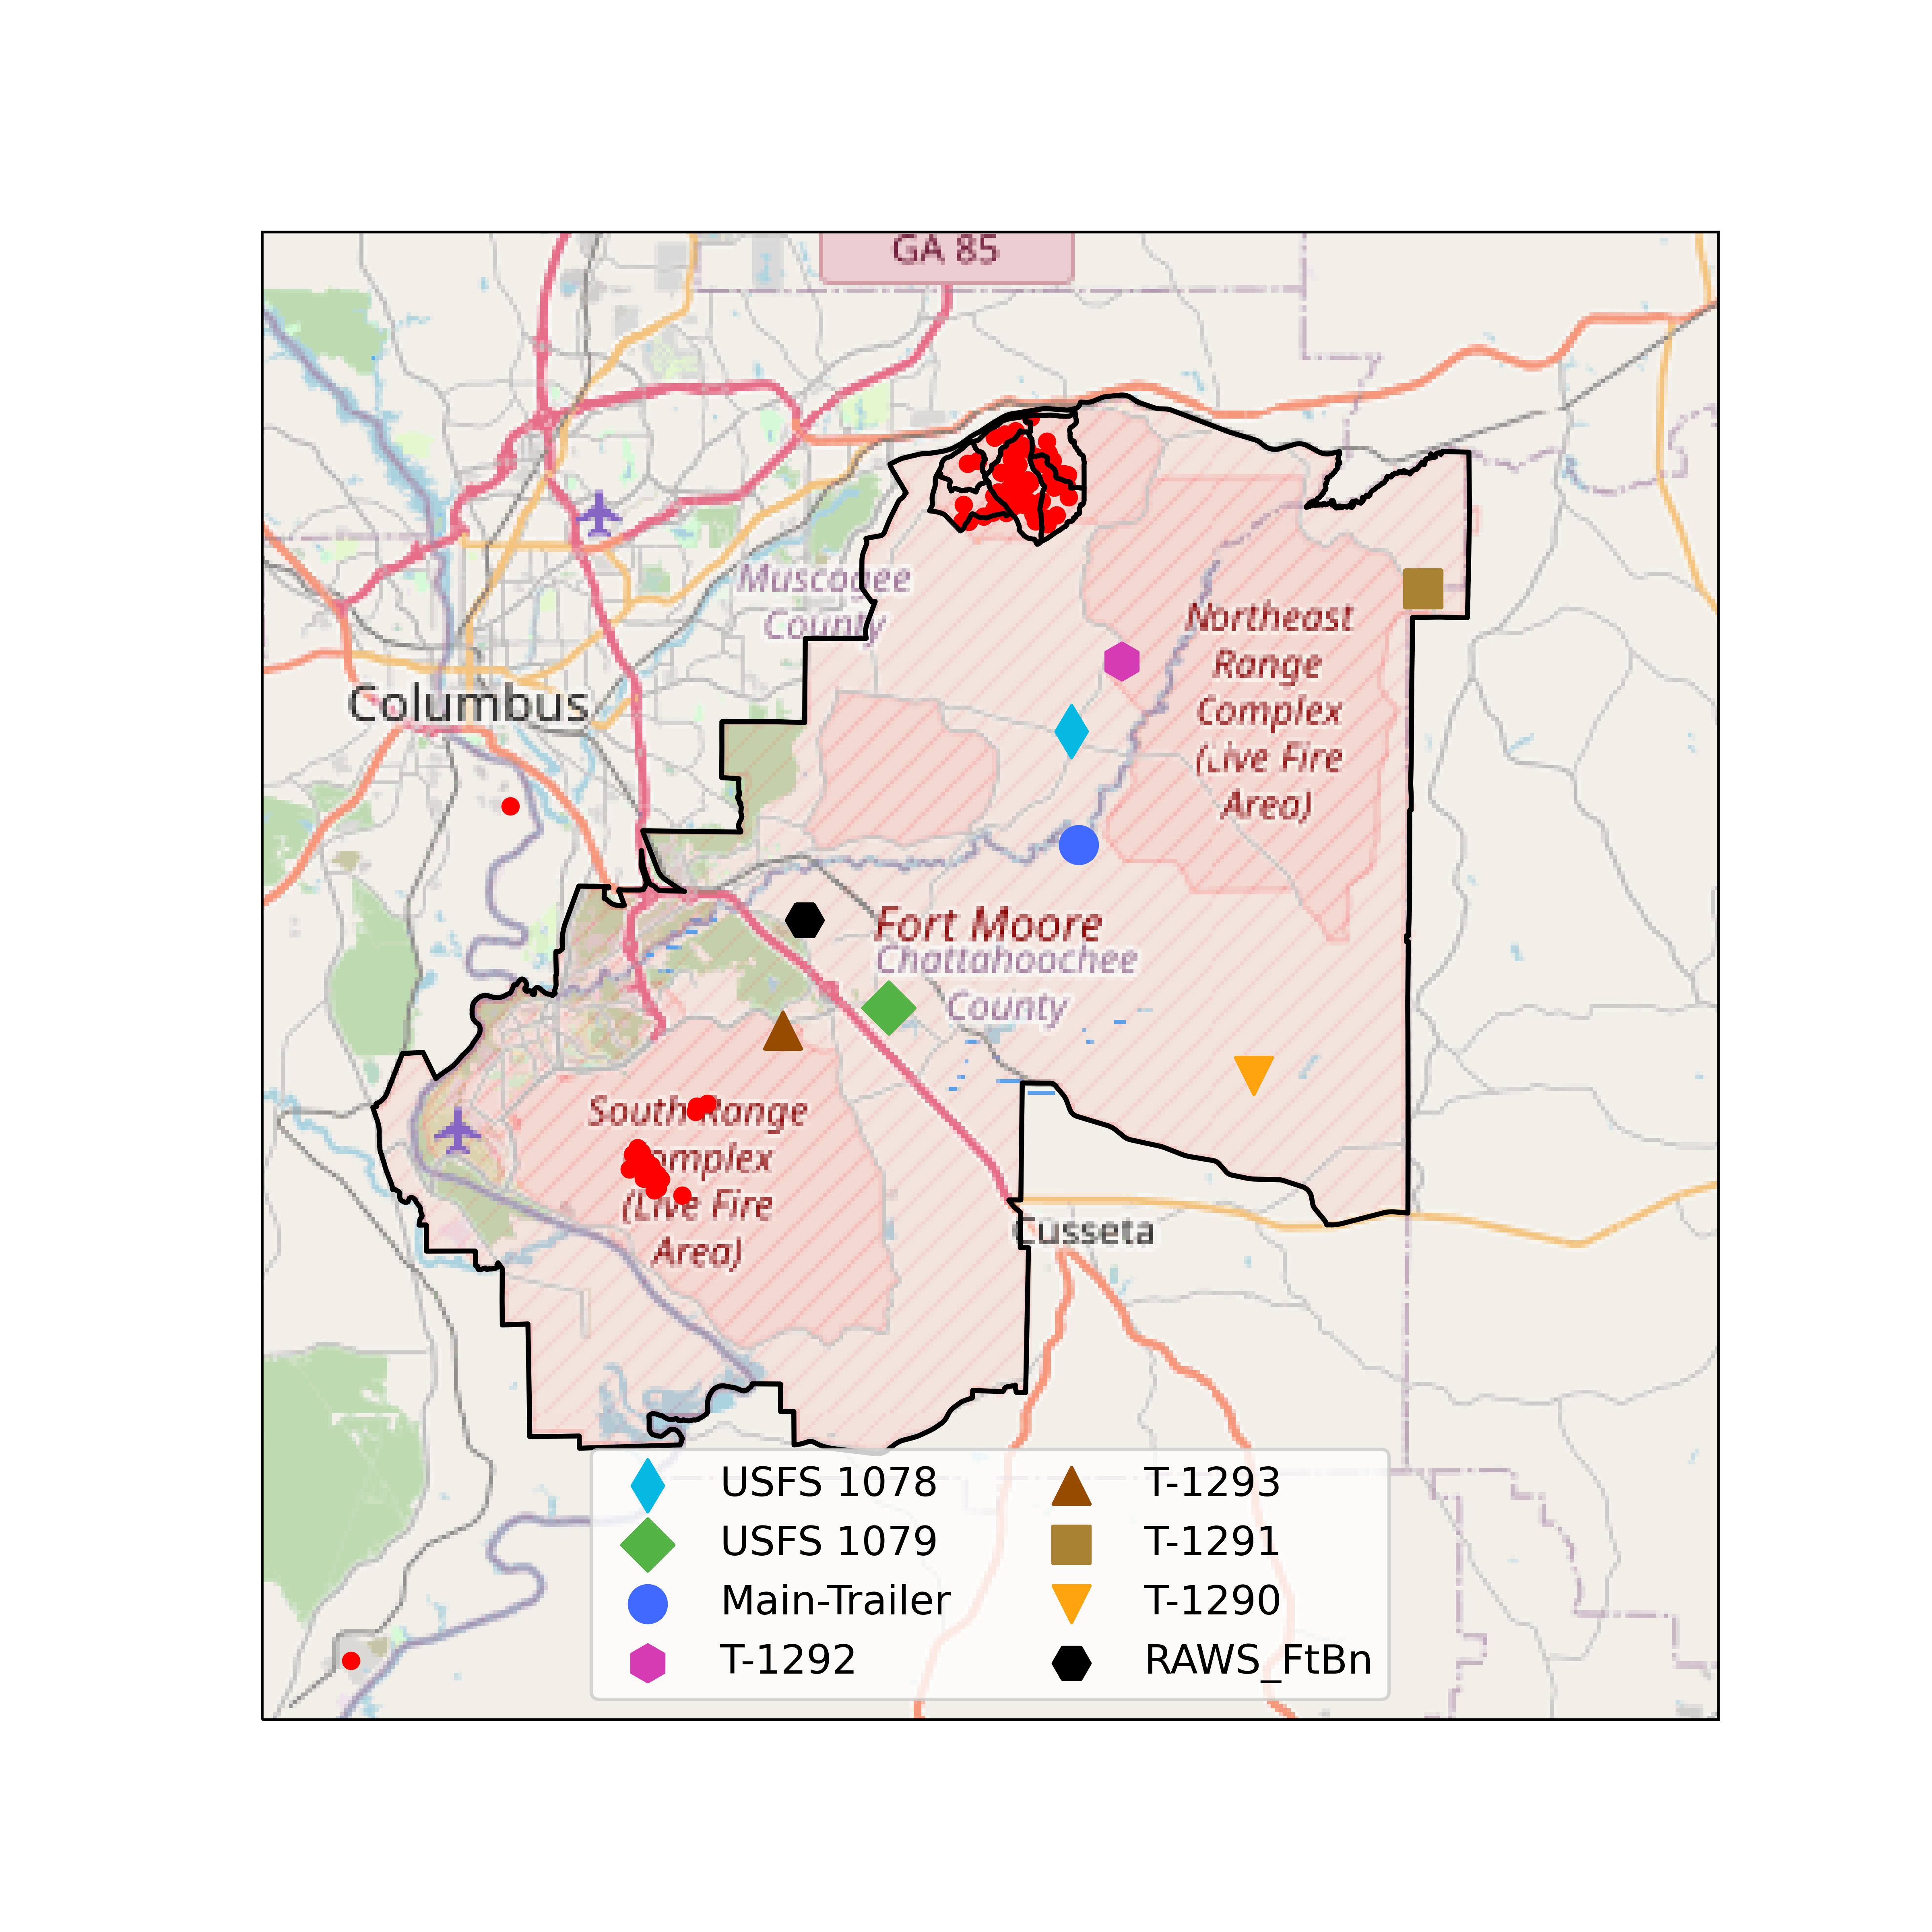 GA 85
Muscogee
County
Northeast
Range
Complex
(Live Fire
Area)
Columbus
Fort Moore
Chattahoochee
County
South Range
Complex
(Live Fire
Area)
Cusseta
USFS 1078
USFS 1079
Main-Trailer
T-1292
T-1293
T-1291
T-1290
RAWS_FtBn